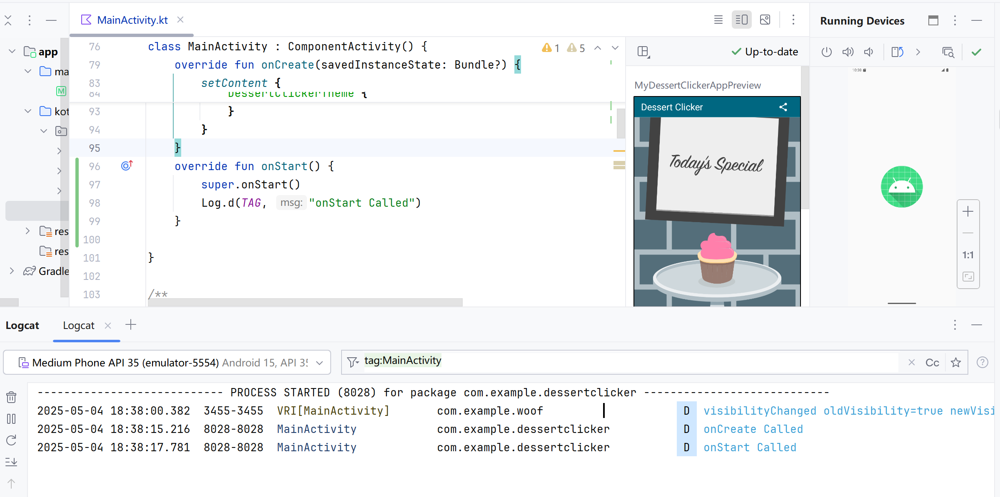 MainActivity.kt
Running Devices
app
ma
M
kot
res
res
Gradle
76 class MainActivity : ComponentActivity() {
1 5
79 override fun onCreate(savedInstanceState: Bundle?) {
83 setContent {
84 DessertClickerTheme {
93 }
94 }
95 }
96 override fun onStart() {
97 super.onStart()
98 Log.d(TAG, msg: "onStart Called")
99 }
100
101 }
102
103 /**
Up-to-date
MyDessertClickerAppPreview
Dessert Clicker
Today's Special
10:38
1:1
Logcat
Logcat
Medium Phone API 35 (emulator-5554) Android 15, API 35
tag:MainActivity
Cc
?
---------------------------- PROCESS STARTED (8028) for package com.example.dessertclicker ----------------------------
2025-05-04 18:38:00.382 3455-3455 VRI[MainActivity] com.example.woof D visibilityChanged oldVisibility=true newVisi
2025-05-04 18:38:15.216 8028-8028 MainActivity com.example.dessertclicker D onCreate Called
2025-05-04 18:38:17.781 8028-8028 MainActivity com.example.dessertclicker D onStart Called